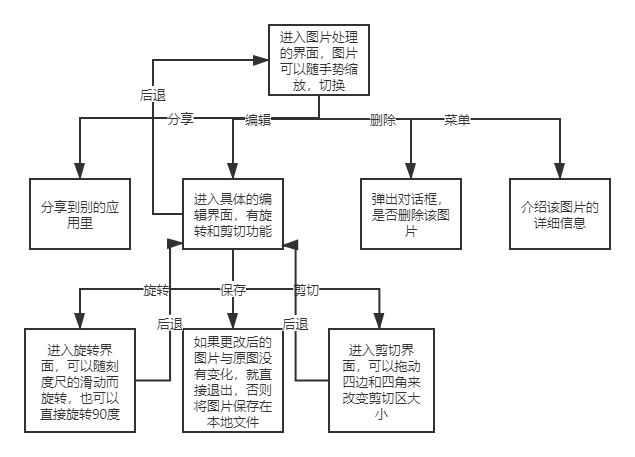 进入图片处理
的界面，图片
可以随手势缩
放，切换
后退
分享
编辑
删除
菜单
分享到别的应
用里
进入具体的编
辑界面，有旋
转和剪切功能
弹出对话框，
是否删除该图
片
介绍该图片的
详细信息
旋转
保存
剪切
后退
后退
进入旋转界
面，可以随刻
度尺的滑动而
旋转，也可以
直接旋转90度
如果更改后的
图片与原图没
有变化，就直
接退出，否则
将图片保存在
本地文件
进入剪切界
面，可以拖动
四边和四角来
改变剪切区大
小